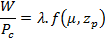 W/P_c = λ.f(μ, z_p)